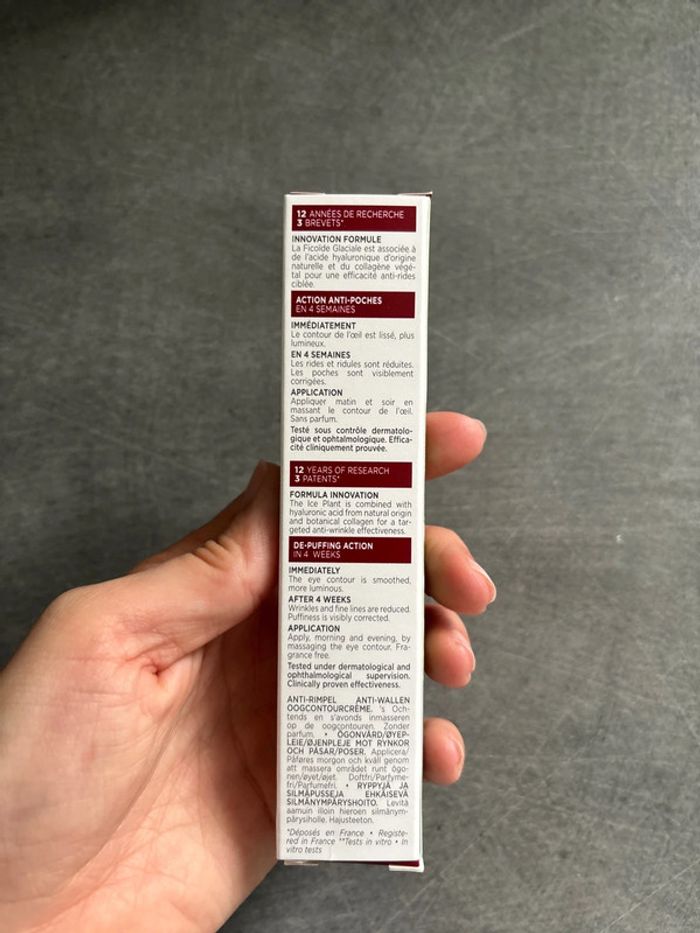 12 ANNÉES DE RECHERCHE
3 BREVETS*
INNOVATION FORMULE
La Ficoïde Glaciale est associée à
de l'acide hyaluronique d'origine
naturelle et du collagène végé-
tal pour une efficacité anti-rides
ciblée.
ACTION ANTI-POCHES
EN 4 SEMAINES
IMMÉDIATEMENT
Le contour de l'œil est lissé, plus
lumineux.
EN 4 SEMAINES
Les rides et ridules sont réduites.
Les poches sont visiblement
corrigées.
APPLICATION
Appliquer matin et soir en
massant le contour de l'œil.
Sans parfum.
Testé sous contrôle dermatolo-
gique et ophtalmologique. Effica-
cité cliniquement prouvée.
12 YEARS OF RESEARCH
3 PATENTS*
FORMULA INNOVATION
The Ice Plant is combined with
hyaluronic acid from natural origin
and botanical collagen for a tar-
geted anti-wrinkle effectiveness.
DE-PUFFING ACTION
IN 4 WEEKS
IMMEDIATELY
The eye contour is smoothed,
more luminous.
AFTER 4 WEEKS
Wrinkles and fine lines are reduced.
Puffiness is visibly corrected.
APPLICATION
Apply, morning and evening, by
massaging the eye contour. Fra-
grance free.
Tested under dermatological and
ophthalmological supervision.
Clinically proven effectiveness.
ANTI-RIMPEL ANTI-WALLEN
OOGCONTOURCRÈME. 's Och-
tends en s'avonds inmasseren
op de oogcontouren. Zonder
parfum. • ÖGONVÅRD/ØYEP-
LEIE/ØJENPLEJE MOT RYNKOR
OCH PÅSAR/POSER. Applicera/
Påføres morgon och kväll genom
att massera området runt ögo-
nen/øyet/øjet. Doftfri/Parfyme-
fri/Parfumefri. • RYPPYJÄ JA
SILMÄPUSSEJA EHKÄISEVÄ
SILMÄNYMPÄRYSHOITO. Levitä
aamuin illoin hieroen silmänym-
pärysiholle. Hajusteeton.
*Déposés en France • Registe-
red in France **Tests in vitro • In
vitro tests